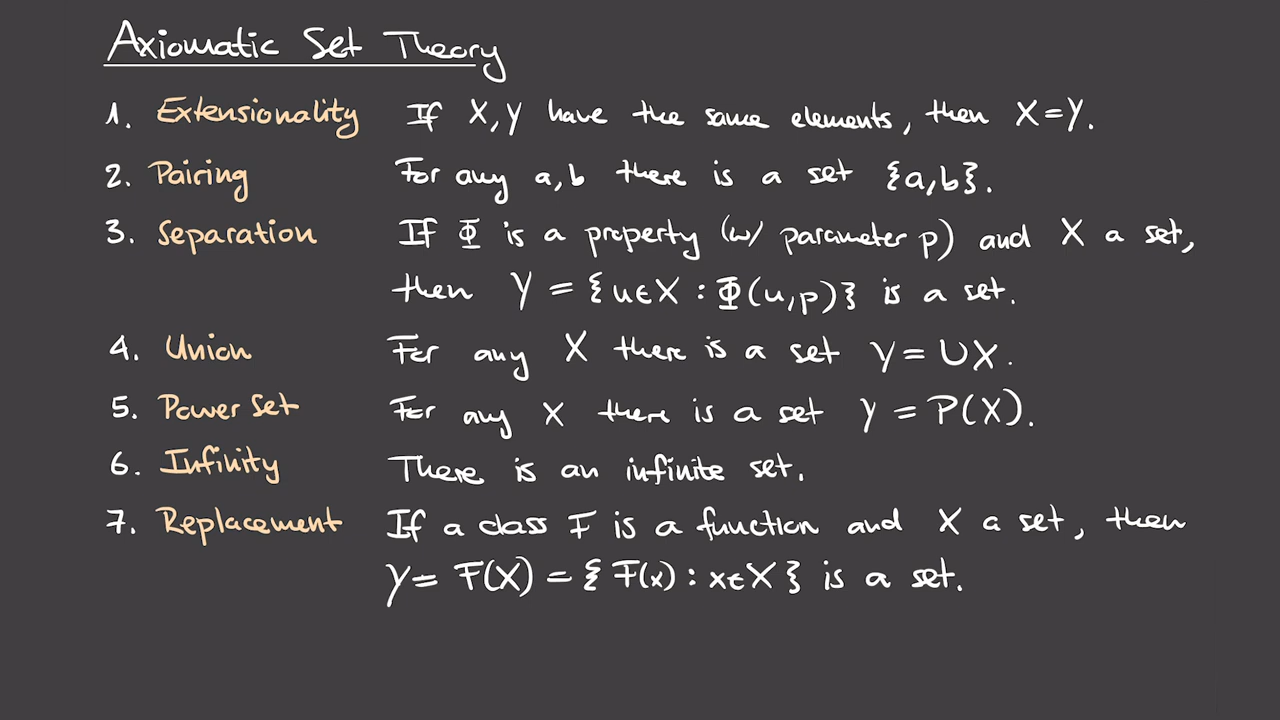 Axiomatic Set Theory
1. Extensionality If X, Y have the same elements, then X=Y.
2. Pairing For any a, b there is a set {a,b}.
3. Separation If Φ is a property (w/ parameter p) and X a set,
then Y = {u∈X : Φ(u,p)} is a set.
4. Union For any X there is a set Y = ∪X.
5. Power Set For any X there is a set Y = P(X).
6. Infinity There is an infinite set.
7. Replacement If a class F is a function and X a set, then
Y = F(X) = { F(x) : x∈X } is a set.